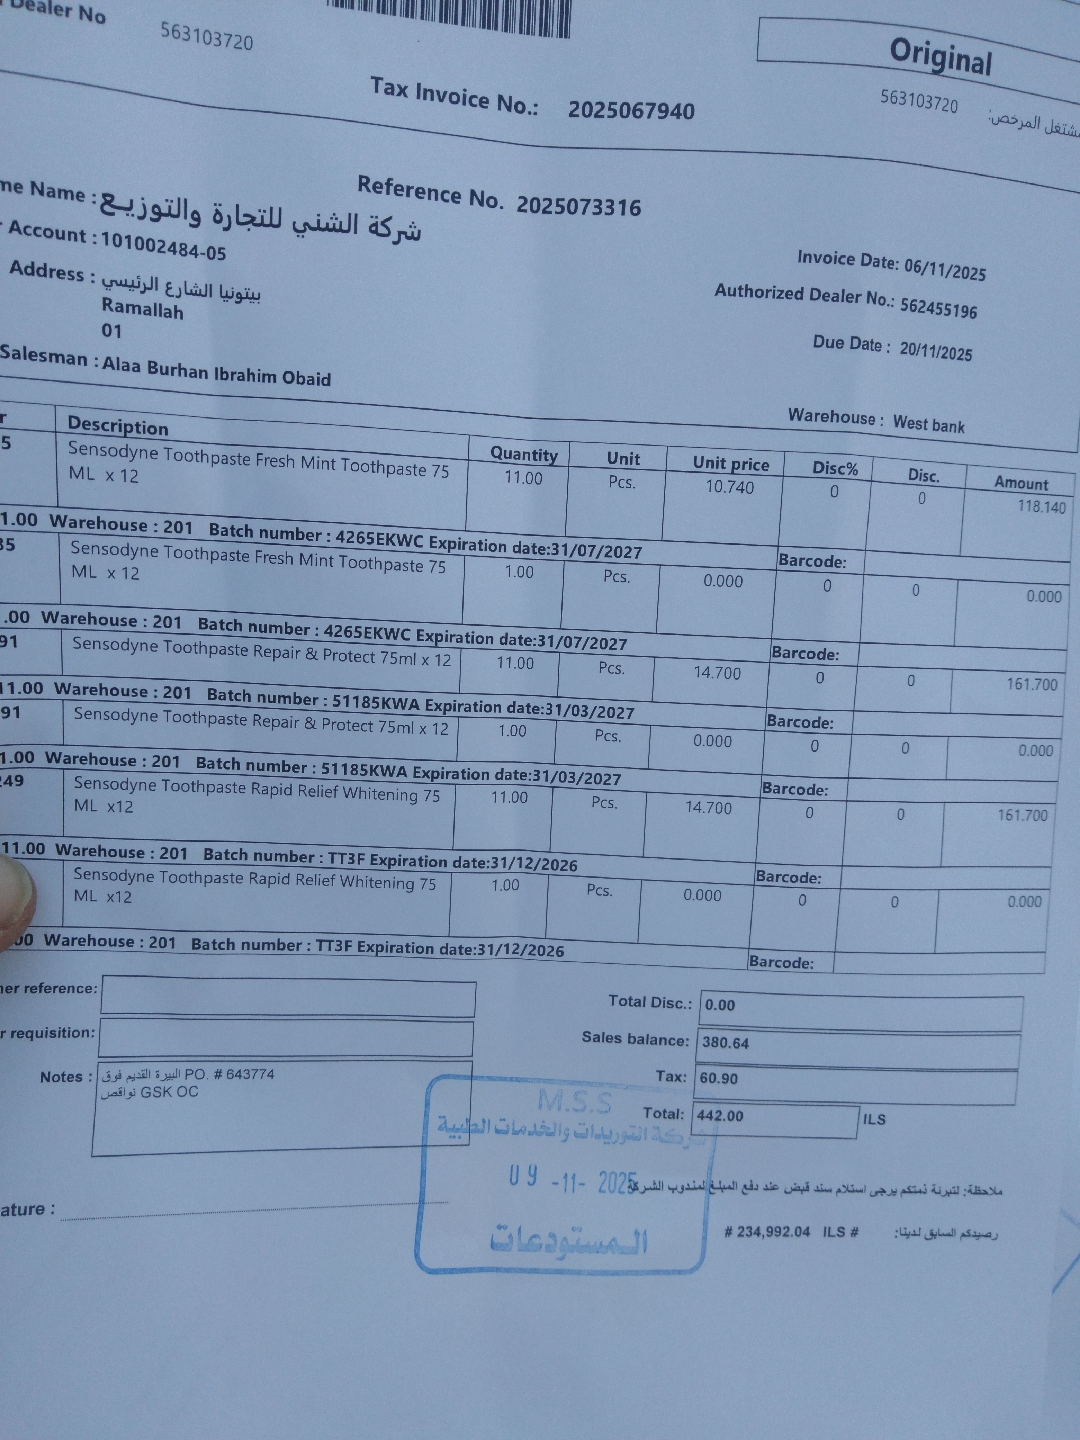 Dealer No 563103720
Original
Tax Invoice No.: 2025067940
563103720 مشتغل المرخص:
Reference No. 2025073316
me Name : شركة الشني للتجارة والتوزيع
Account : 101002484-05
Invoice Date: 06/11/2025
Address : بيتونيا الشارع الرئيسي
Authorized Dealer No.: 562455196
Ramallah
01
Due Date : 20/11/2025
Salesman : Alaa Burhan Ibrahim Obaid
Warehouse : West bank
r Description Quantity Unit Unit price Disc% Disc. Amount
5 Sensodyne Toothpaste Fresh Mint Toothpaste 75 11.00 Pcs. 10.740 0 0 118.140
ML x 12
1.00 Warehouse : 201 Batch number : 4265EKWC Expiration date:31/07/2027 Barcode:
35 Sensodyne Toothpaste Fresh Mint Toothpaste 75 1.00 Pcs. 0.000 0 0 0.000
ML x 12
.00 Warehouse : 201 Batch number : 4265EKWC Expiration date:31/07/2027 Barcode:
91 Sensodyne Toothpaste Repair & Protect 75ml x 12 11.00 Pcs. 14.700 0 0 161.700
11.00 Warehouse : 201 Batch number : 51185KWA Expiration date:31/03/2027 Barcode:
91 Sensodyne Toothpaste Repair & Protect 75ml x 12 1.00 Pcs. 0.000 0 0 0.000
1.00 Warehouse : 201 Batch number : 51185KWA Expiration date:31/03/2027 Barcode:
249 Sensodyne Toothpaste Rapid Relief Whitening 75 11.00 Pcs. 14.700 0 0 161.700
ML x12
11.00 Warehouse : 201 Batch number : TT3F Expiration date:31/12/2026 Barcode:
Sensodyne Toothpaste Rapid Relief Whitening 75 1.00 Pcs. 0.000 0 0 0.000
ML x12
00 Warehouse : 201 Batch number : TT3F Expiration date:31/12/2026 Barcode:
er reference:
Total Disc.: 0.00
r requisition:
Sales balance: 380.64
Notes : البيرة القديم فوق PO. # 643774
نواقص GSK OC
Tax: 60.90
Total: 442.00 ILS
M.S.S
شركة التوريدات والخدمات الطبية
09 -11- 2025
المستودعات
ملاحظة: لتبرئة ذمتكم يرجى استلام سند قبض عند دفع المبلغ لمندوب الشركة
ature :
رصيدكم السابق لدينا: # 234,992.04 ILS #